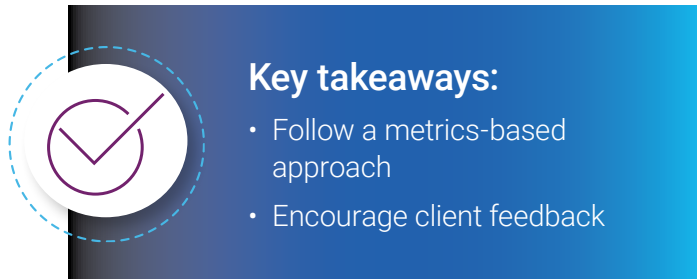 Key takeaways:
• Follow a metrics-based
approach
• Encourage client feedback